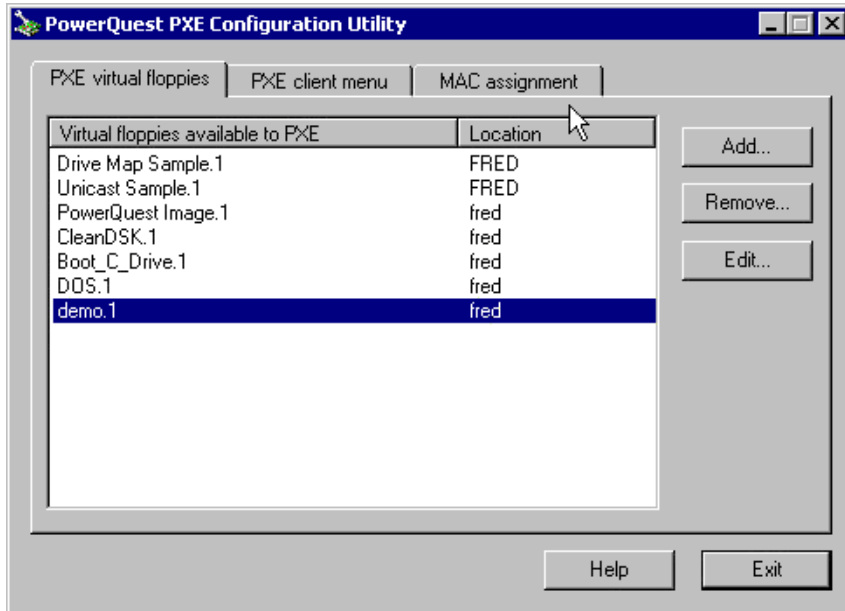 PowerQuest PXE Configuration Utility
PXE virtual floppies PXE client menu MAC assignment
Virtual floppies available to PXE Location
Drive Map Sample.1 FRED
Unicast Sample.1 FRED
PowerQuest Image.1 fred
CleanDSK.1 fred
Boot_C_Drive.1 fred
DOS.1 fred
demo.1 fred
Add...
Remove...
Edit...
Help Exit